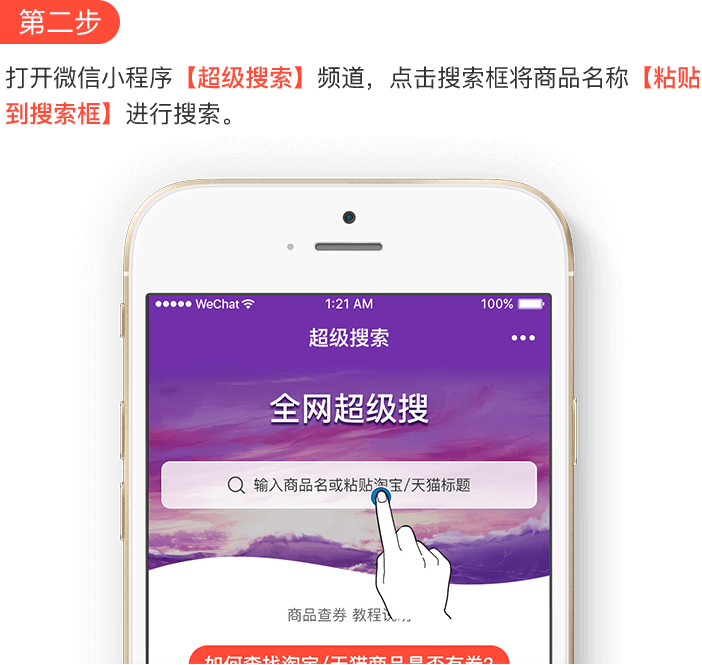 第二步
打开微信小程序【超级搜索】频道，点击搜索框将商品名称【粘贴
到搜索框】进行搜索。
WeChat 1:21 AM 100%
超级搜索
全网超级搜
输入商品名或粘贴淘宝/天猫标题
商品查券 教程说明
如何查找淘宝/天猫商品是否有券?